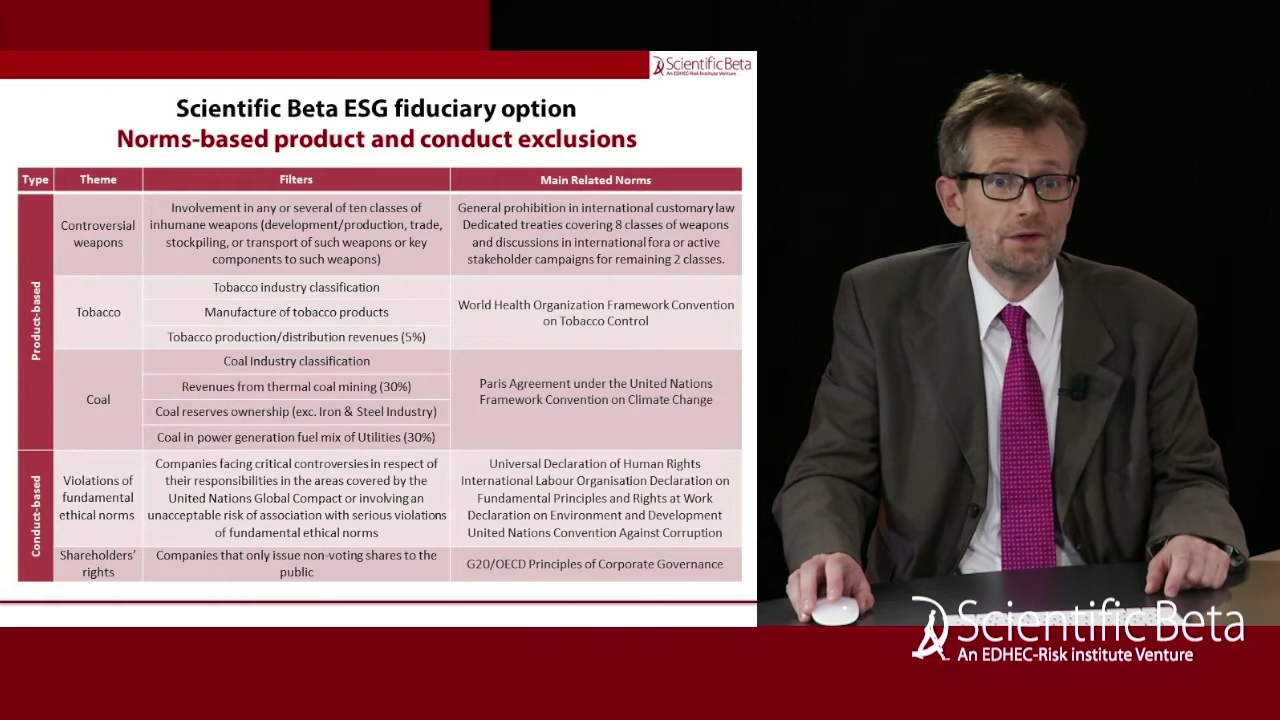 ScientificBeta
An EDHEC-Risk Institute Venture
Scientific Beta ESG fiduciary option
Norms-based product and conduct exclusions
Type
Theme
Filters
Main Related Norms
Product-based
Controversial
weapons
Involvement in any or several of ten classes of
inhumane weapons (development/production, trade,
stockpiling, or transport of such weapons or key
components to such weapons)
General prohibition in international customary law
Dedicated treaties covering 8 classes of weapons
and discussions in international fora or active
stakeholder campaigns for remaining 2 classes.
Tobacco
Tobacco industry classification
Manufacture of tobacco products
Tobacco production/distribution revenues (5%)
World Health Organization Framework Convention
on Tobacco Control
Coal
Coal Industry classification
Revenues from thermal coal mining (30%)
Coal reserves ownership (exc. Iron & Steel Industry)
Coal in power generation fuel mix of Utilities (30%)
Paris Agreement under the United Nations
Framework Convention on Climate Change
Conduct-based
Violations of
fundamental
ethical norms
Companies facing critical controversies in respect of
their responsibilities in the areas covered by the
United Nations Global Compact or involving an
unacceptable risk of association with serious violations
of fundamental ethical norms
Universal Declaration of Human Rights
International Labour Organisation Declaration on
Fundamental Principles and Rights at Work
Declaration on Environment and Development
United Nations Convention Against Corruption
Shareholders'
rights
Companies that only issue non-voting shares to the
public
G20/OECD Principles of Corporate Governance
Scientific Beta
An EDHEC-Risk institute Venture